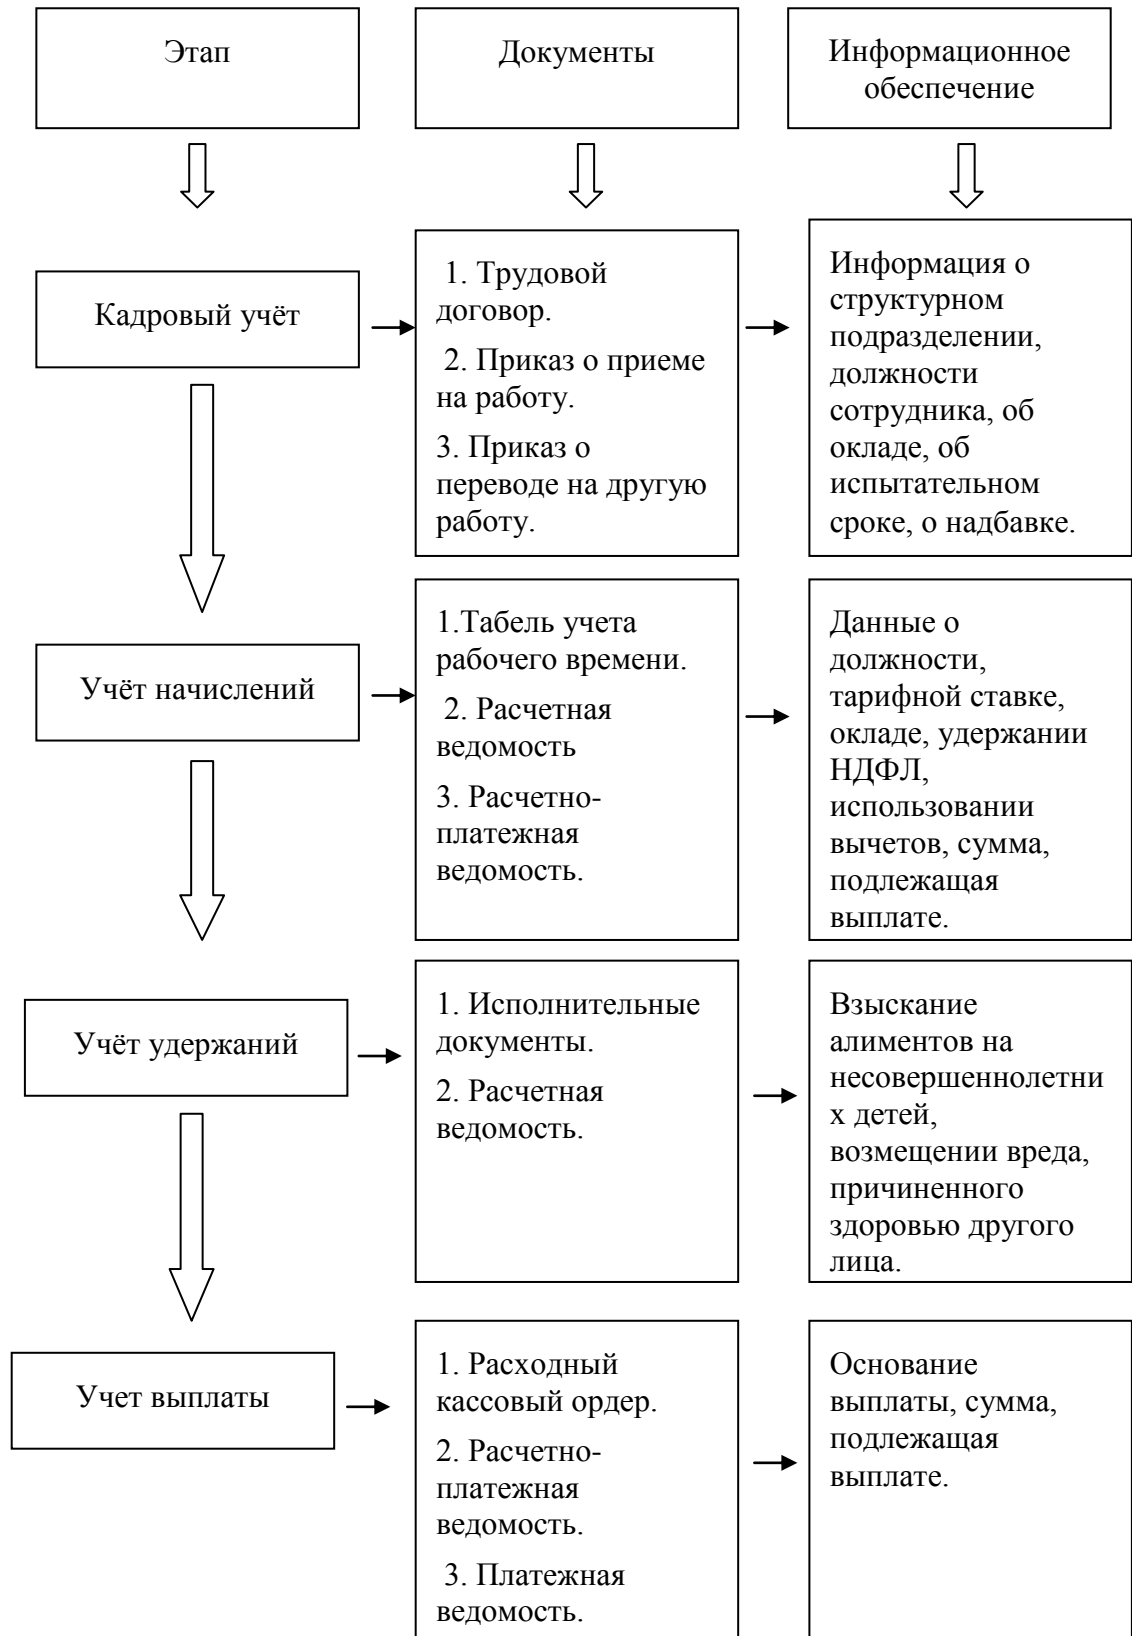 Этап
Документы
Информационное
обеспечение
Кадровый учёт
1. Трудовой
договор.
2. Приказ о приеме
на работу.
3. Приказ о
переводе на другую
работу.
Информация о
структурном
подразделении,
должности
сотрудника, об
окладе, об
испытательном
сроке, о надбавке.
Учёт начислений
1.Табель учета
рабочего времени.
2. Расчетная
ведомость
3. Расчетно-
платежная
ведомость.
Данные о
должности,
тарифной ставке,
окладе, удержании
НДФЛ,
использовании
вычетов, сумма,
подлежащая
выплате.
Учёт удержаний
1. Исполнительные
документы.
2. Расчетная
ведомость.
Взыскание
алиментов на
несовершеннолетни
х детей,
возмещении вреда,
причиненного
здоровью другого
лица.
Учет выплаты
1. Расходный
кассовый ордер.
2. Расчетно-
платежная
ведомость.
3. Платежная
ведомость.
Основание
выплаты, сумма,
подлежащая
выплате.